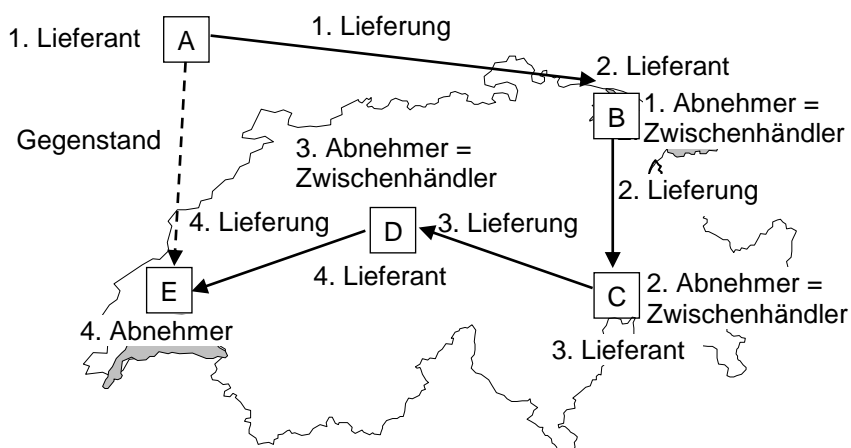 1. Lieferant
A
1. Lieferung
2. Lieferant
B
1. Abnehmer =
Zwischenhändler
Gegenstand
3. Abnehmer =
Zwischenhändler
2. Lieferung
4. Lieferung
D
3. Lieferung
4. Lieferant
E
C
2. Abnehmer =
Zwischenhändler
4. Abnehmer
3. Lieferant